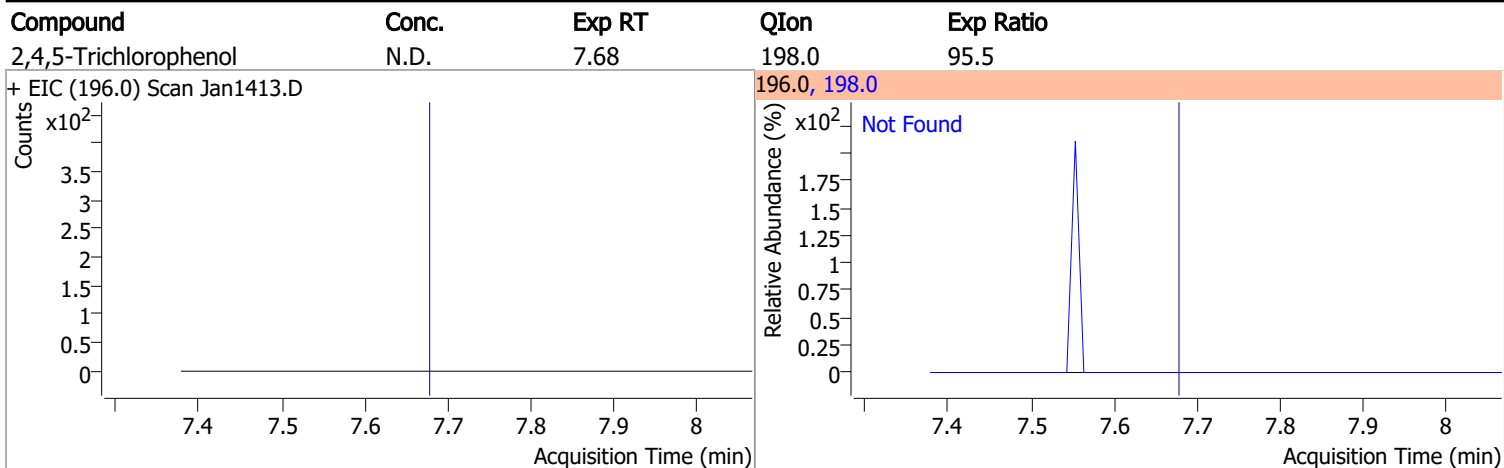 Compound Conc. Exp RT QIon Exp Ratio
2,4,5-Trichlorophenol N.D. 7.68 198.0 95.5
+ EIC (196.0) Scan Jan1413.D
Counts
x10²
3.5
3
2.5
2
1.5
1
0.5
0
7.4 7.5 7.6 7.7 7.8 7.9 8
Acquisition Time (min)
196.0, 198.0
Relative Abundance (%)
x10²
Not Found
1.75
1.5
1.25
1
0.75
0.5
0.25
0
7.4 7.5 7.6 7.7 7.8 7.9 8
Acquisition Time (min)